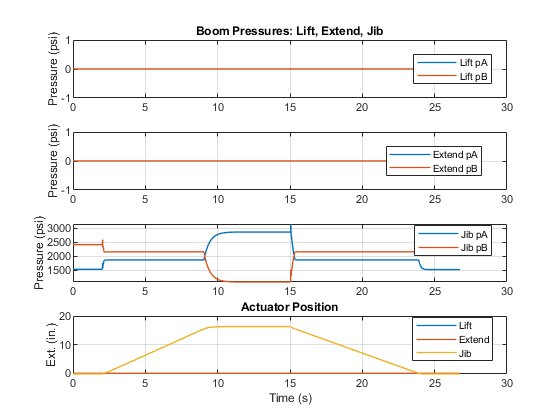 Boom Pressures: Lift, Extend, Jib
Pressure (psi)
1
0
-1
Lift pA
Lift pB
0 5 10 15 20 25 30
Pressure (psi)
1
0
-1
Extend pA
Extend pB
0 5 10 15 20 25 30
Pressure (psi)
3000
2500
2000
1500
Jib pA
Jib pB
0 5 10 15 20 25 30
Actuator Position
Ext. (in.)
20
10
0
Lift
Extend
Jib
0 5 10 15 20 25 30
Time (s)